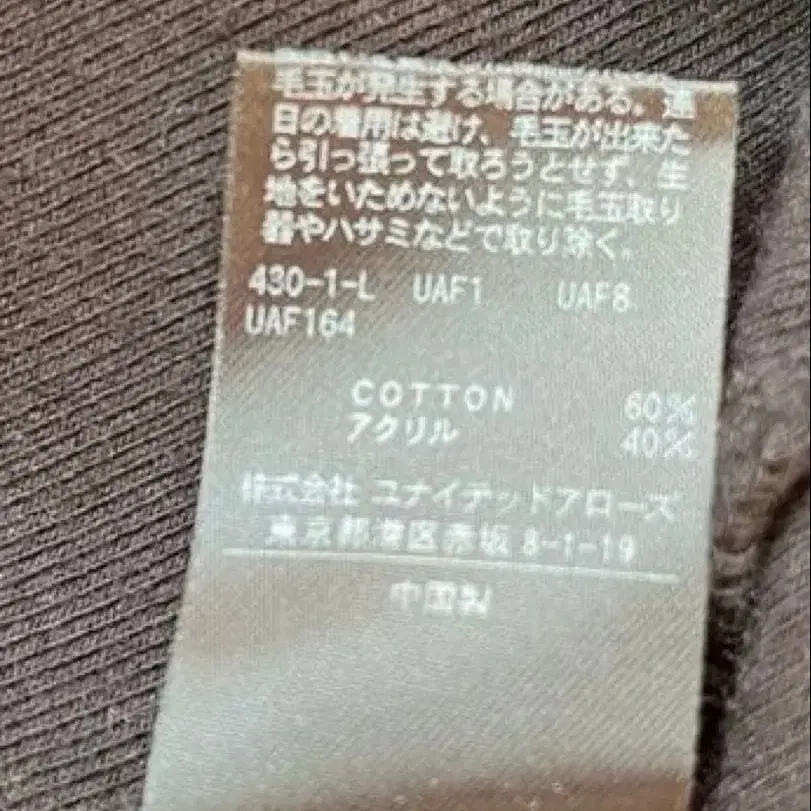 毛玉が発生する場合がある。連
日の着用は避け、毛玉が出来た
ら引っ張って取ろうとせず、生
地をいためないように毛玉取り
器やハサミなどで取り除く。
430-1-L UAF1 UAF8
UAF164
COTTON 60%
アクリル 40%
株式会社 ユナイテッドアローズ
東京都港区赤坂 8-1-19
中国製